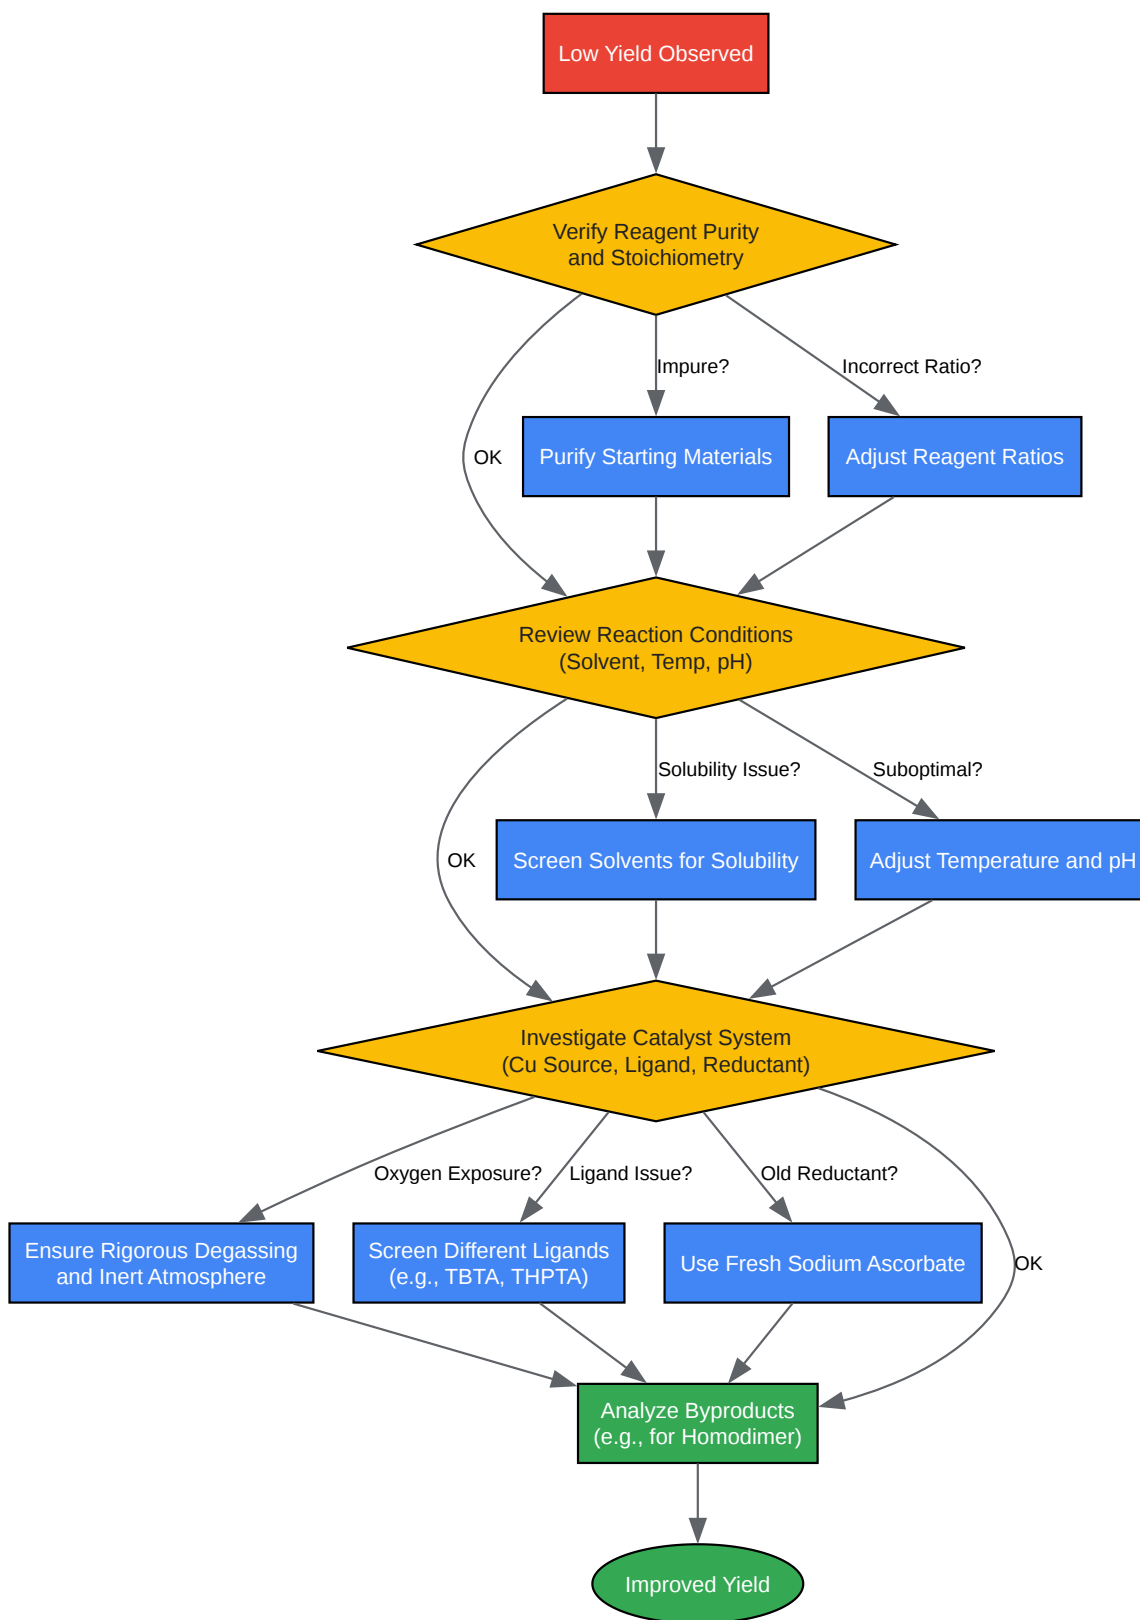 Low Yield Observed
Verify Reagent Purity
and Stoichiometry
Impure?
Incorrect Ratio?
OK
Purify Starting Materials
Adjust Reagent Ratios
Review Reaction Conditions
(Solvent, Temp, pH)
Solubility Issue?
Suboptimal?
OK
Screen Solvents for Solubility
Adjust Temperature and pH
Investigate Catalyst System
(Cu Source, Ligand, Reductant)
Oxygen Exposure?
Ligand Issue?
Old Reductant?
Ensure Rigorous Degassing
and Inert Atmosphere
Screen Different Ligands
(e.g., TBTA, THPTA)
Use Fresh Sodium Ascorbate
OK
Analyze Byproducts
(e.g., for Homodimer)
Improved Yield